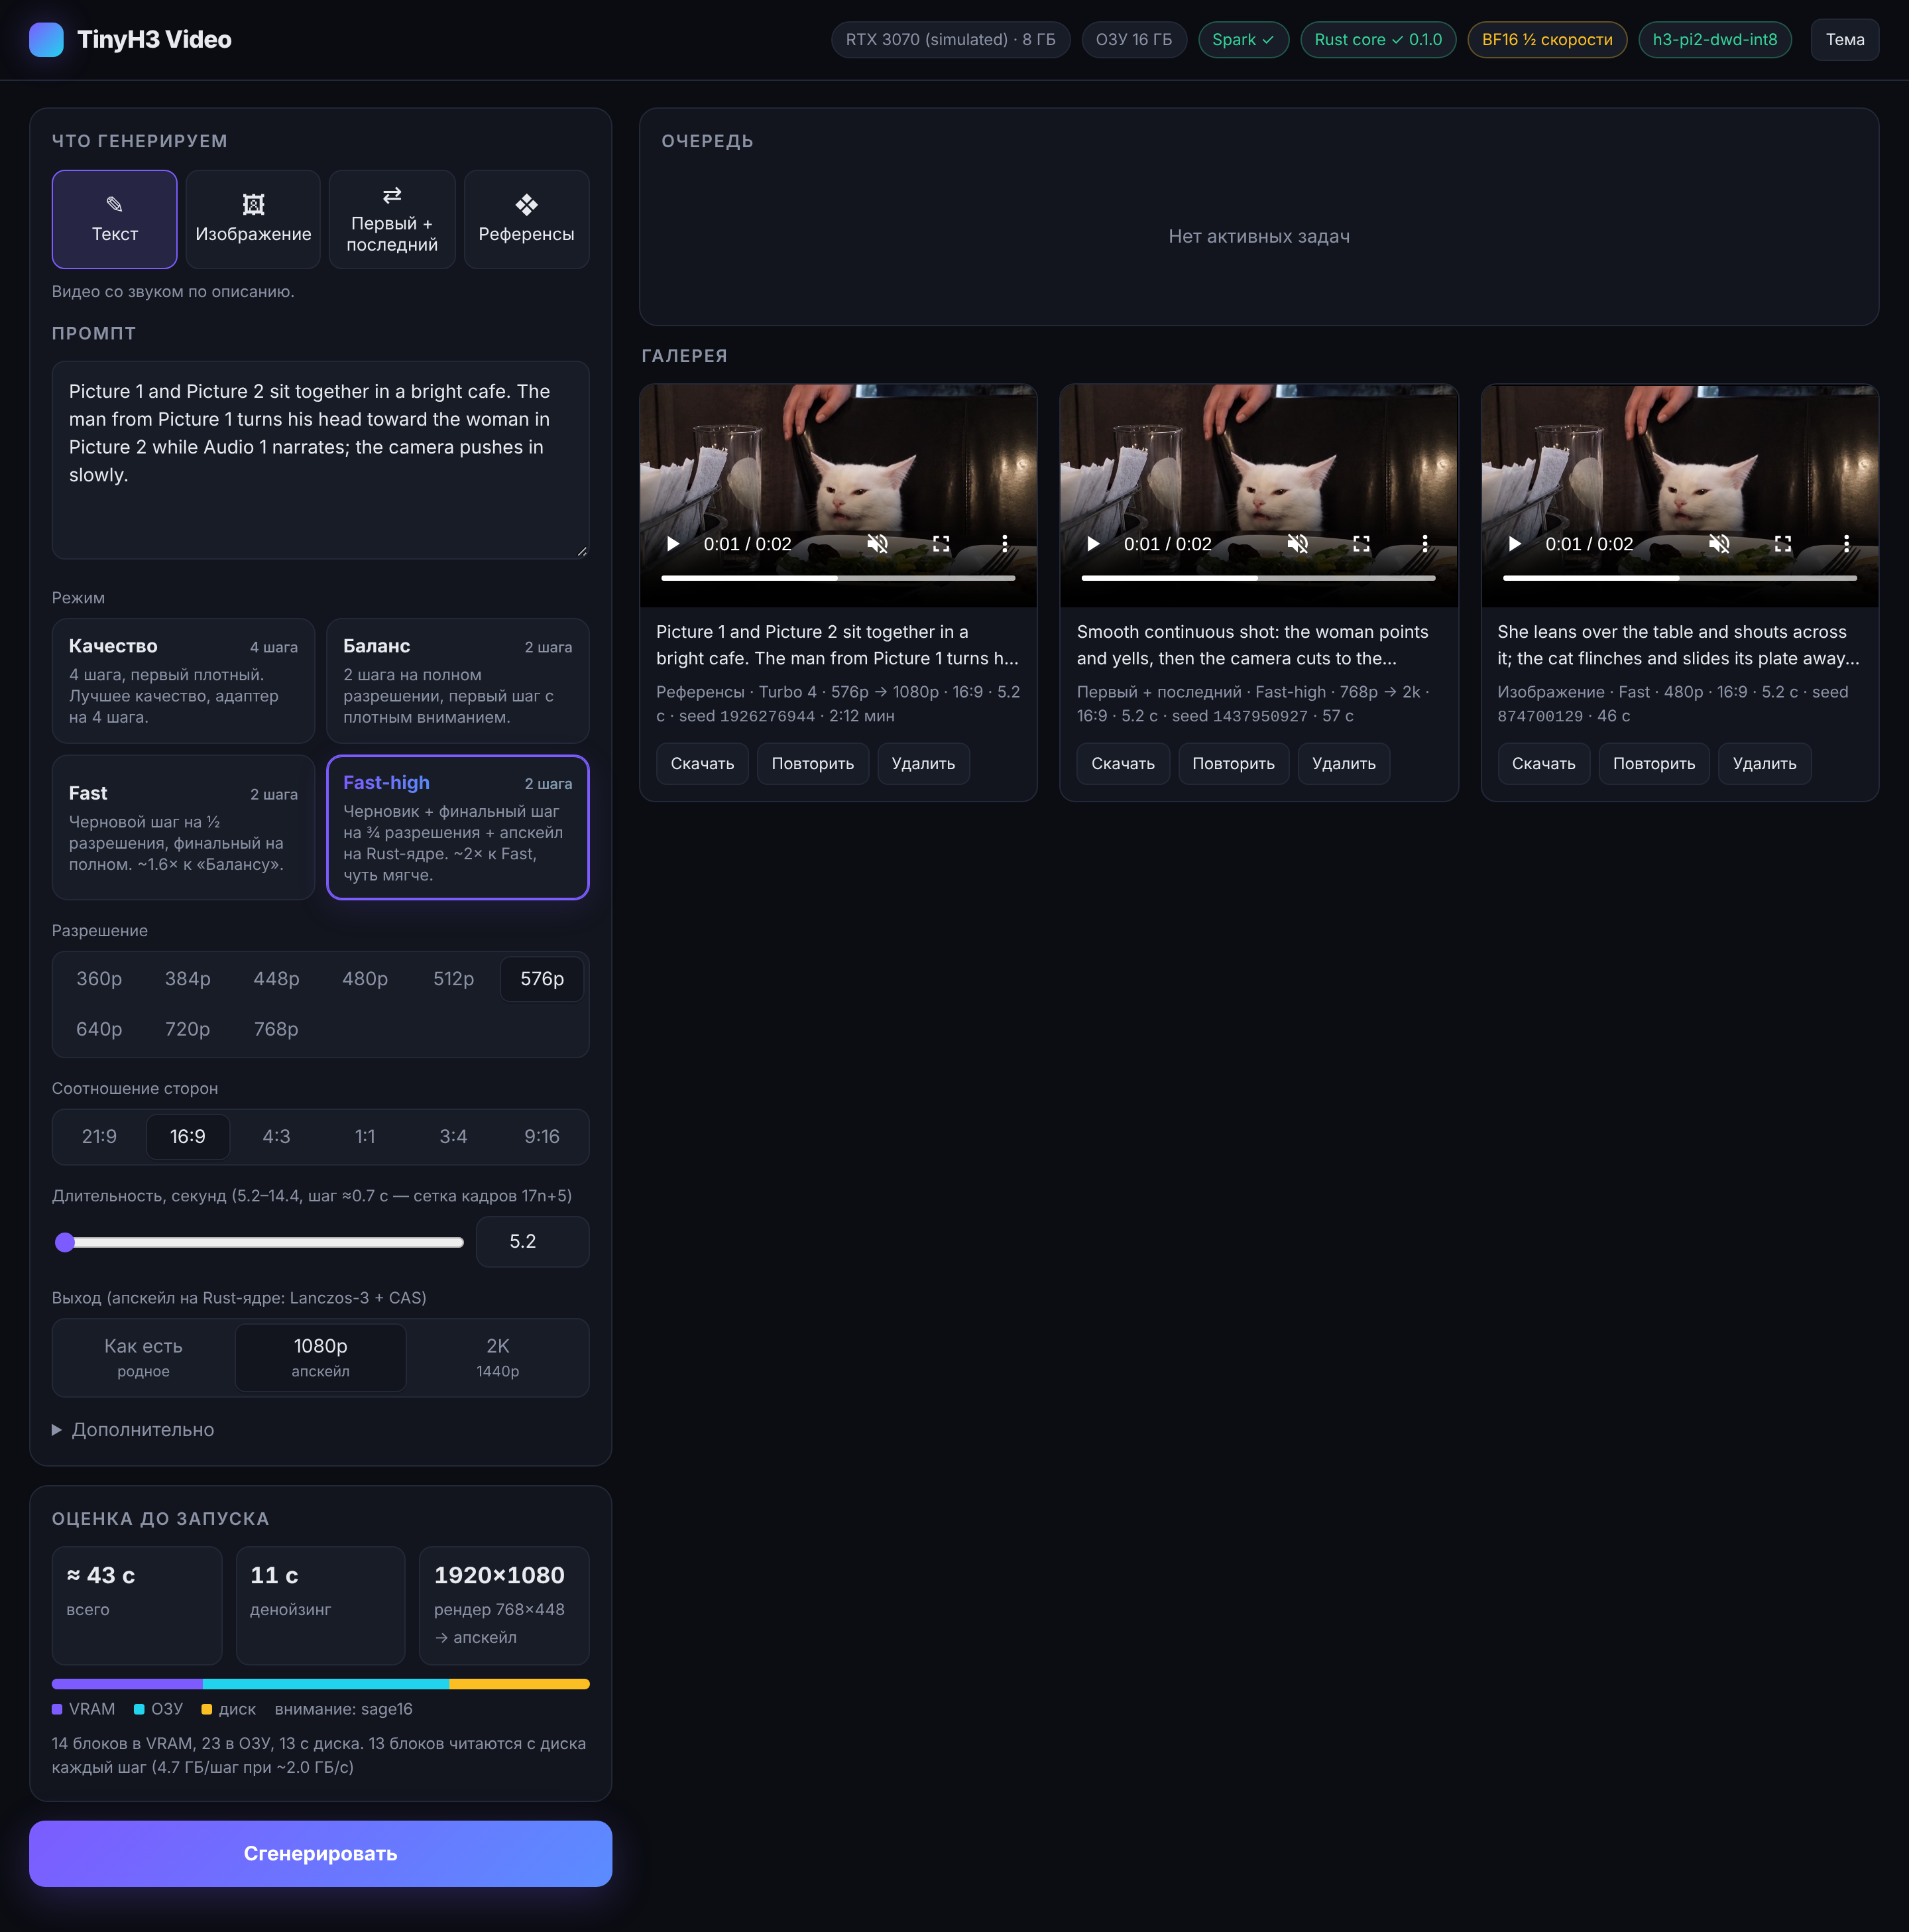 TinyH3 Video
RTX 3070 (simulated) · 8 ГБ
ОЗУ 16 ГБ
Spark ✓
Rust core ✓ 0.1.0
BF16 ½ скорости
h3-pi2-dwd-int8
Тема
ЧТО ГЕНЕРИРУЕМ
Текст
Изображение
Первый +
последний
Референсы
Видео со звуком по описанию.
ПРОМПТ
Picture 1 and Picture 2 sit together in a bright cafe. The
man from Picture 1 turns his head toward the woman in
Picture 2 while Audio 1 narrates; the camera pushes in
slowly.
Режим
Качество
4 шага
4 шага, первый плотный.
Лучшее качество, адаптер
на 4 шага.
Баланс
2 шага
2 шага на полном
разрешении, первый шаг с
плотным вниманием.
Fast
2 шага
Черновой шаг на ½
разрешения, финальный на
полном. ~1.6× к «Балансу».
Fast-high
2 шага
Черновик + финальный шаг
на ¾ разрешения + апскейл
на Rust-ядре. ~2× к Fast,
чуть мягче.
Разрешение
360p 384p 448p 480p 512p 576p
640p 720p 768p
Соотношение сторон
21:9 16:9 4:3 1:1 3:4 9:16
Длительность, секунд (5.2–14.4, шаг ≈0.7 с — сетка кадров 17n+5)
5.2
Выход (апскейл на Rust-ядре: Lanczos-3 + CAS)
Как есть
родное
1080p
апскейл
2K
1440p
Дополнительно
ОЦЕНКА ДО ЗАПУСКА
≈ 43 с
всего
11 с
денойзинг
1920×1080
рендер 768×448
→ апскейл
VRAM ОЗУ диск внимание: sage16
14 блоков в VRAM, 23 в ОЗУ, 13 с диска. 13 блоков читаются с диска
каждый шаг (4.7 ГБ/шаг при ~2.0 ГБ/с)
Сгенерировать
ОЧЕРЕДЬ
Нет активных задач
ГАЛЕРЕЯ
0:01 / 0:02
Picture 1 and Picture 2 sit together in a
bright cafe. The man from Picture 1 turns h...
Референсы · Turbo 4 · 576p → 1080p · 16:9 · 5.2
с · seed 1926276944 · 2:12 мин
Скачать Повторить Удалить
0:01 / 0:02
Smooth continuous shot: the woman points
and yells, then the camera cuts to the...
Первый + последний · Fast-high · 768p → 2k ·
16:9 · 5.2 с · seed 1437950927 · 57 с
Скачать Повторить Удалить
0:01 / 0:02
She leans over the table and shouts across
it; the cat flinches and slides its plate away...
Изображение · Fast · 480p · 16:9 · 5.2 с · seed
874700129 · 46 с
Скачать Повторить Удалить